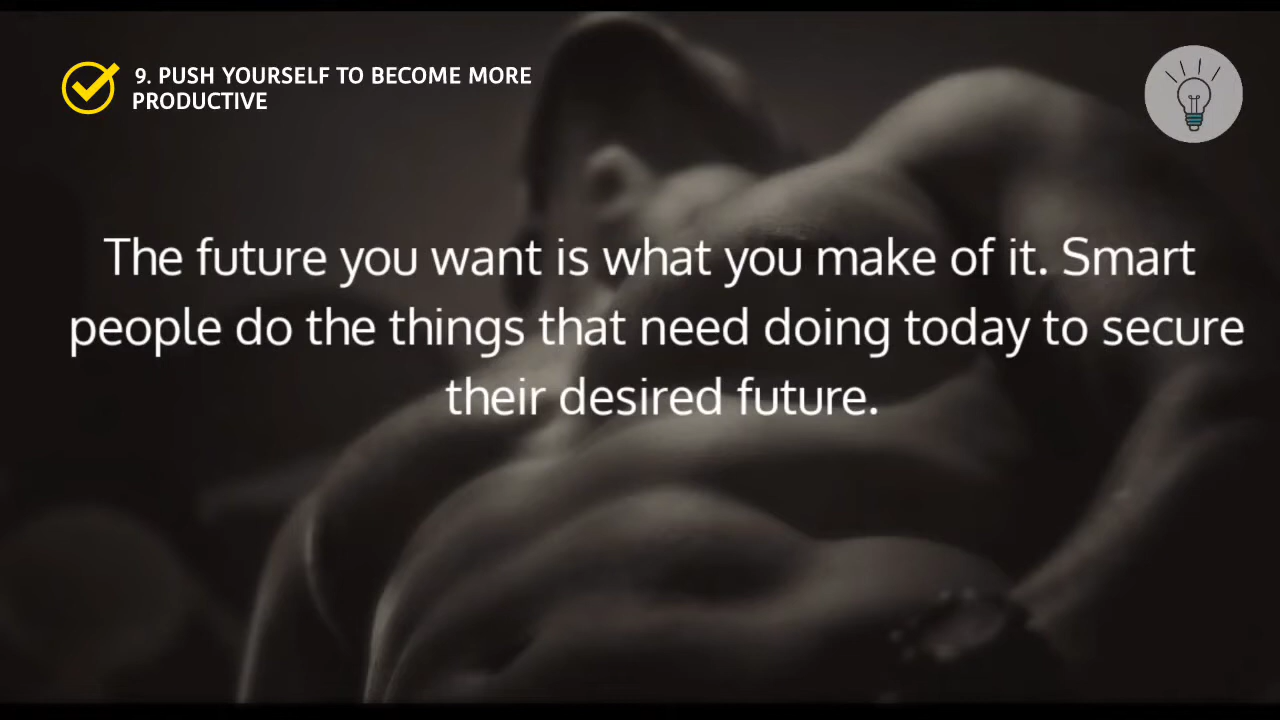 9. PUSH YOURSELF TO BECOME MORE
PRODUCTIVE
The future you want is what you make of it. Smart
people do the things that need doing today to secure
their desired future.